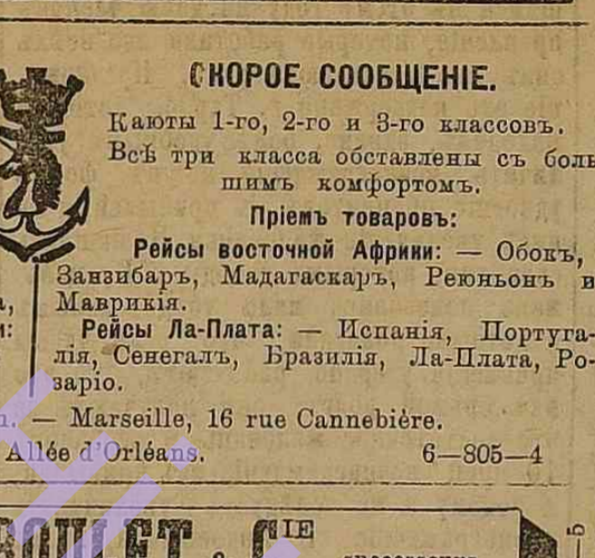 СКОРОЕ СООБЩЕНІЕ.
Каюты 1-го, 2-го и 3-го классовъ.
Всѣ три класса обставлены съ боль
шимъ комфортомъ.
Пріемъ товаровъ:
Рейсы восточной Африки: — Обокъ,
Занзибаръ, Мадагаскаръ, Реюньонъ и
Маврикія.
Рейсы Ла-Плата: — Испанія, Португа-
лія, Сенегалъ, Бразилія, Ла-Плата, Ро-
заріо.
— Marseille, 16 rue Cannebière.
Allée d'Orléans. 6—805—4
CIE